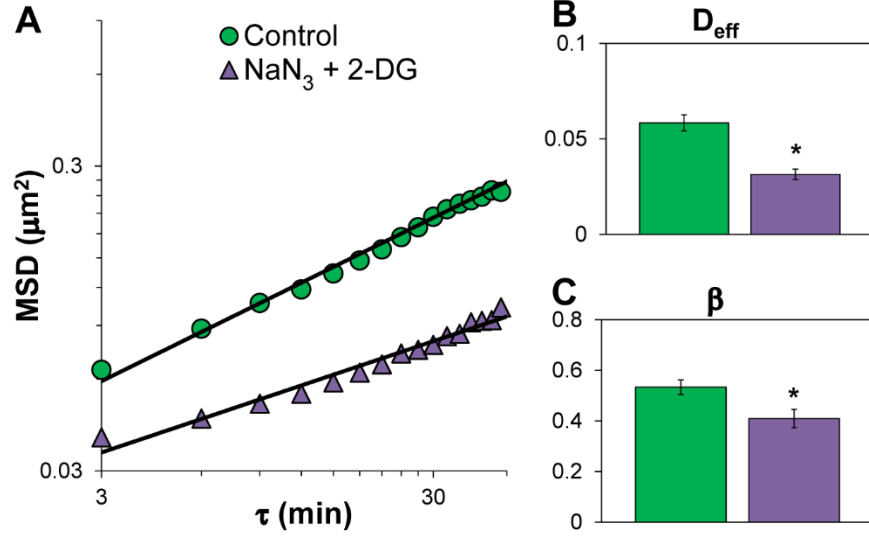 A
Control
NaN₃ + 2-DG
0.3
0.03
MSD (μm²)
3
30
τ (min)
B
D_eff
0.1
0.05
0
*
C
β
0.8
0.6
0.4
0.2
0
*